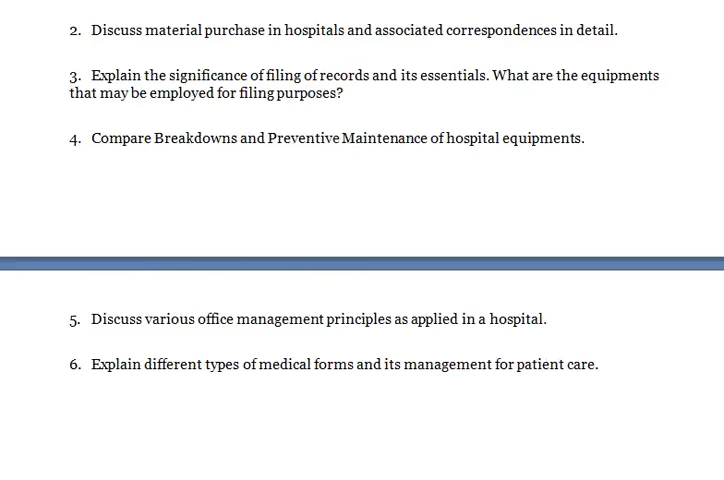 2. Discuss material purchase in hospitals and associated correspondences in detail.
3. Explain the significance of filing of records and its essentials. What are the equipments
that may be employed for filing purposes?
4. Compare Breakdowns and Preventive Maintenance of hospital equipments.
5. Discuss various office management principles as applied in a hospital.
6. Explain different types of medical forms and its management for patient care.